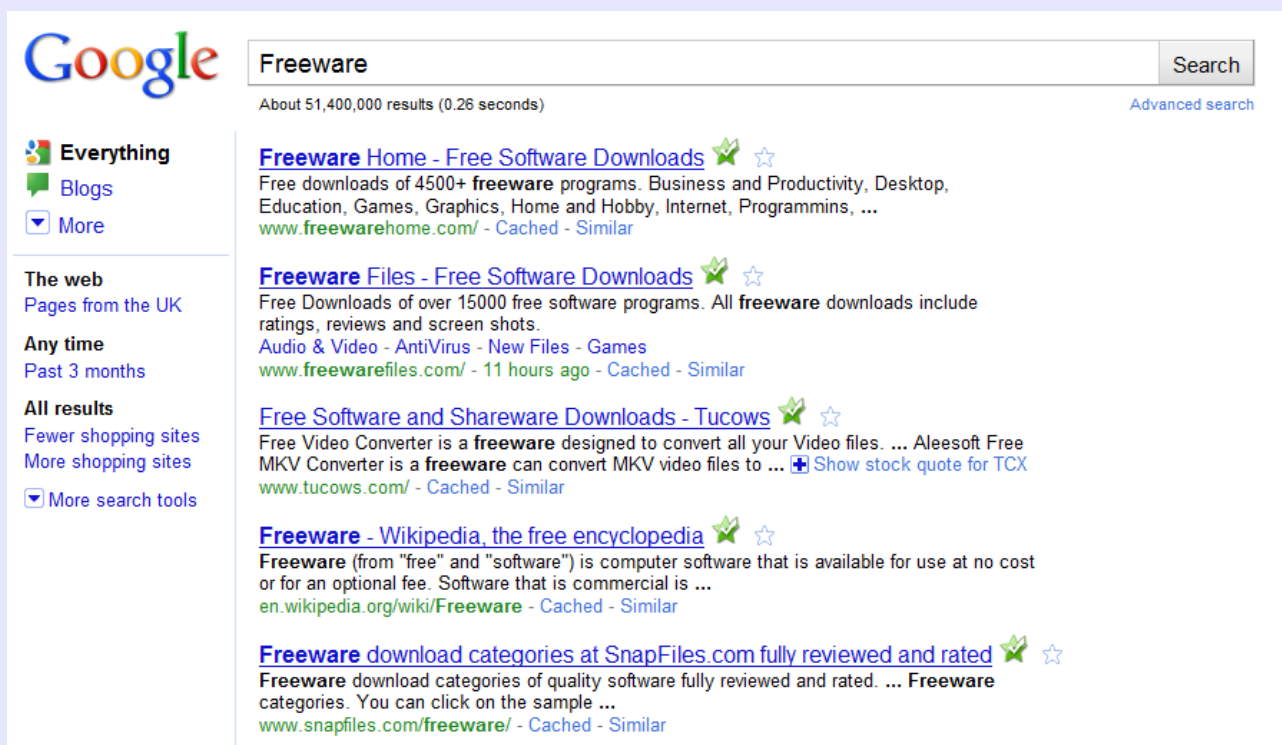 Google
Freeware
Search
About 51,400,000 results (0.26 seconds)
Advanced search
Everything
Blogs
More
The web
Pages from the UK
Any time
Past 3 months
All results
Fewer shopping sites
More shopping sites
More search tools
Freeware Home - Free Software Downloads
Free downloads of 4500+ freeware programs. Business and Productivity, Desktop,
Education, Games, Graphics, Home and Hobby, Internet, Programmins, ...
www.freewarehome.com/ - Cached - Similar
Freeware Files - Free Software Downloads
Free Downloads of over 15000 free software programs. All freeware downloads include
ratings, reviews and screen shots.
Audio & Video - AntiVirus - New Files - Games
www.freewarefiles.com/ - 11 hours ago - Cached - Similar
Free Software and Shareware Downloads - Tucows
Free Video Converter is a freeware designed to convert all your Video files. ... Aleesoft Free
MKV Converter is a freeware can convert MKV video files to ... Show stock quote for TCX
www.tucows.com/ - Cached - Similar
Freeware - Wikipedia, the free encyclopedia
Freeware (from "free" and "software") is computer software that is available for use at no cost
or for an optional fee. Software that is commercial is ...
en.wikipedia.org/wiki/Freeware - Cached - Similar
Freeware download categories at SnapFiles.com fully reviewed and rated
Freeware download categories of quality software fully reviewed and rated. ... Freeware
categories. You can click on the sample ...
www.snapfiles.com/freeware/ - Cached - Similar